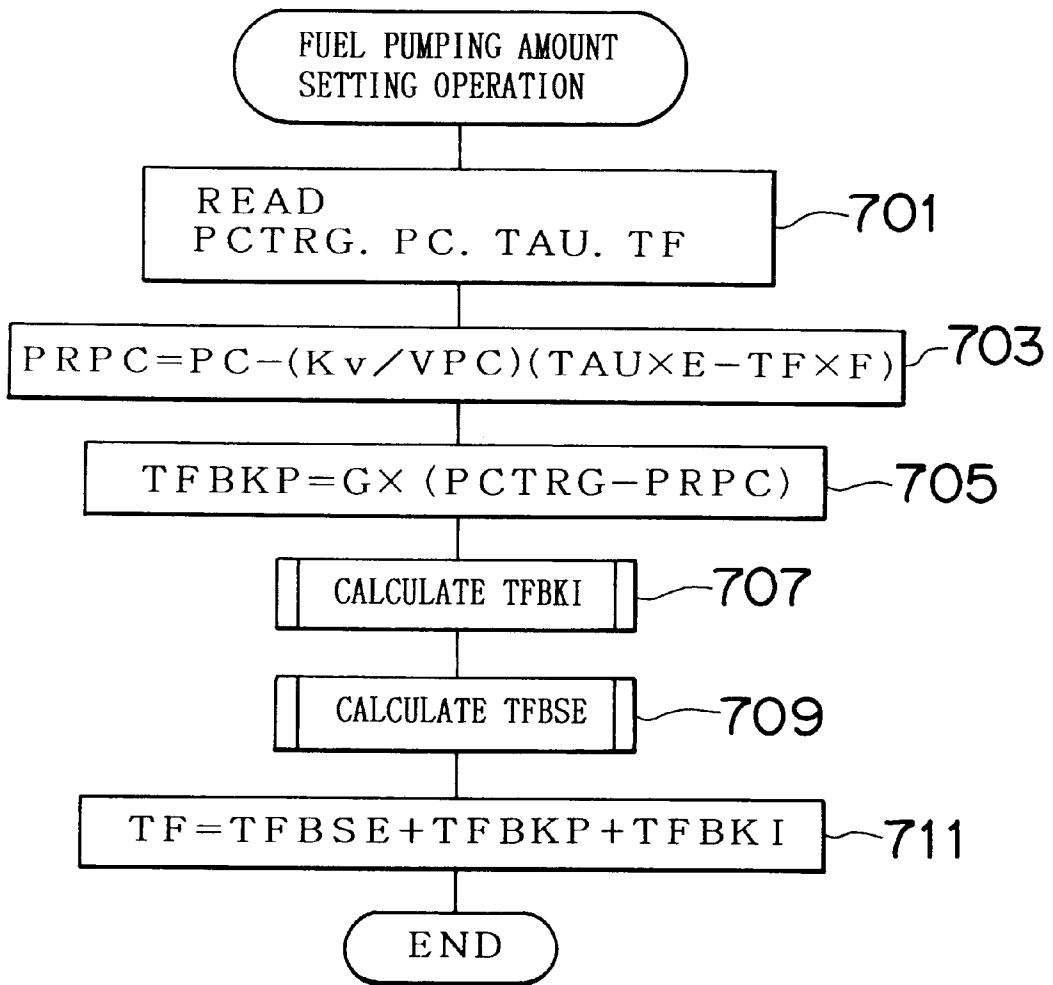 FUEL PUMPING AMOUNT
SETTING OPERATION
READ
PCTRG. PC. TAU. TF
701
PRPC=PC-(Kv/VPC)(TAU×E-TF×F)
703
TFBKP=G×(PCTRG-PRPC)
705
CALCULATE TFBKI
707
CALCULATE TFBSE
709
TF=TFBSE+TFBKP+TFBKI
711
END